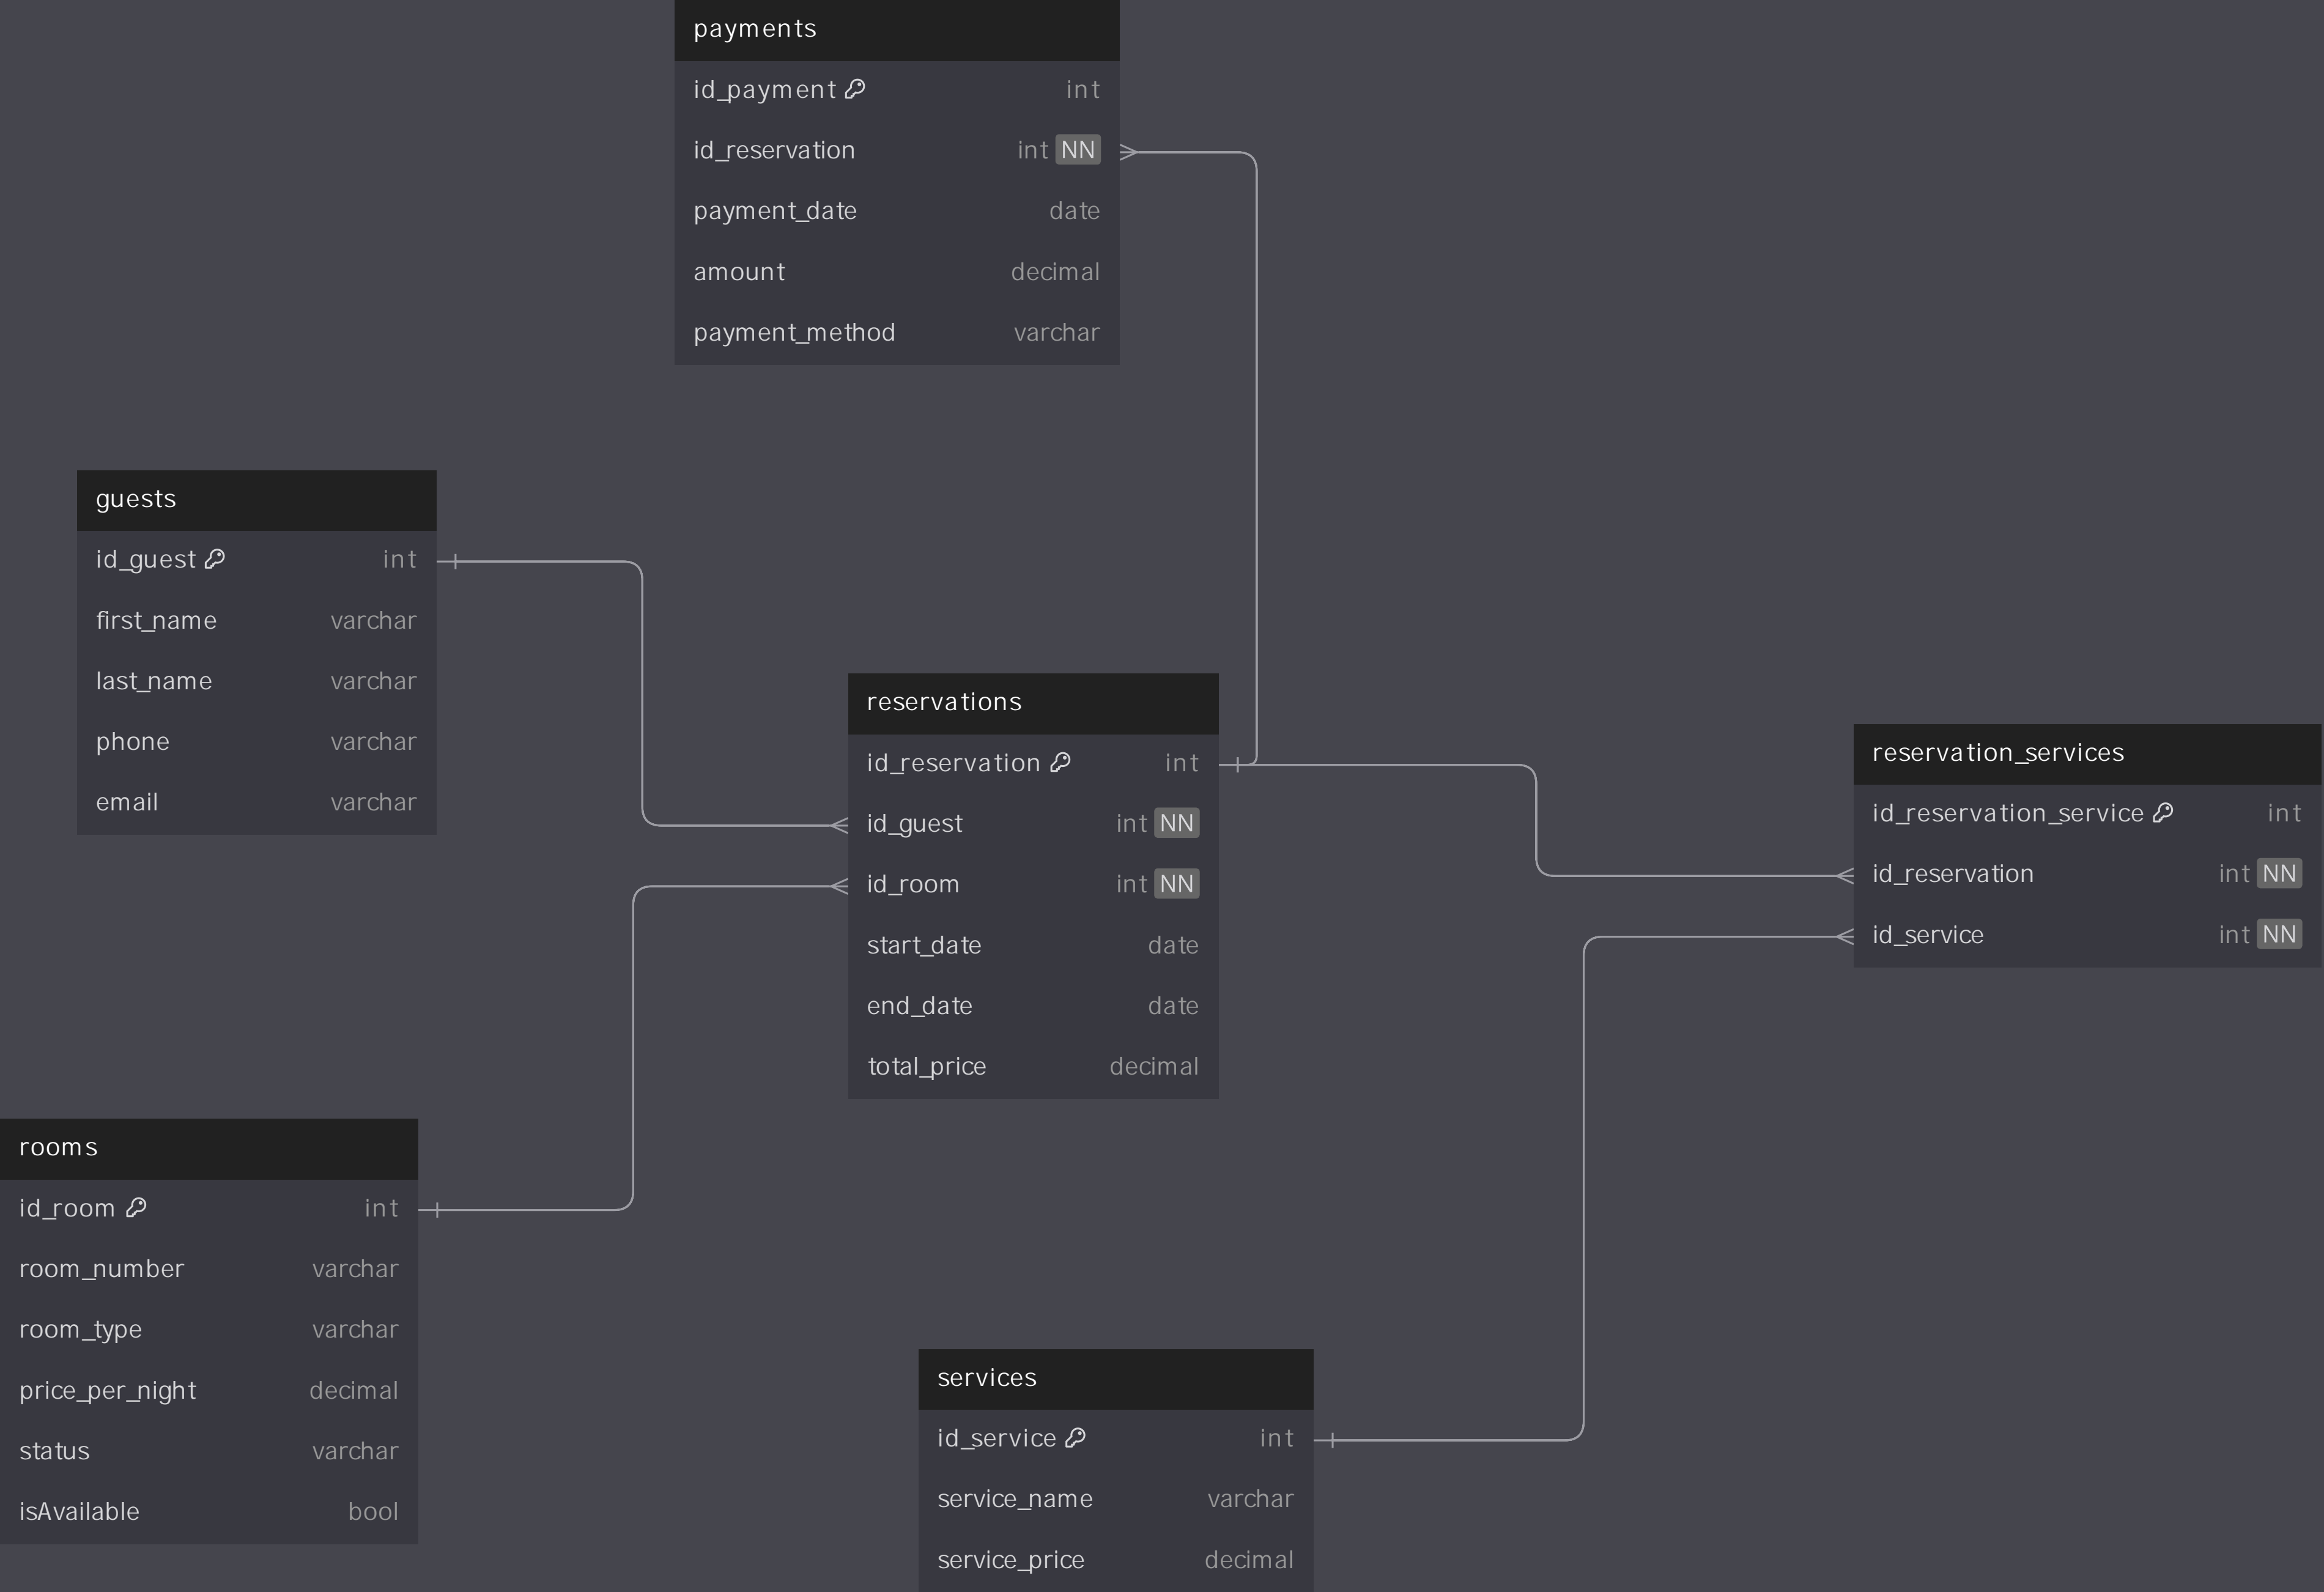 payments
id_payment int
id_reservation int NN
payment_date date
amount decimal
payment_method varchar
guests
id_guest int
first_name varchar
last_name varchar
phone varchar
email varchar
reservations
id_reservation int
id_guest int NN
id_room int NN
start_date date
end_date date
total_price decimal
reservation_services
id_reservation_service int
id_reservation int NN
id_service int NN
rooms
id_room int
room_number varchar
room_type varchar
price_per_night decimal
status varchar
isAvailable bool
services
id_service int
service_name varchar
service_price decimal